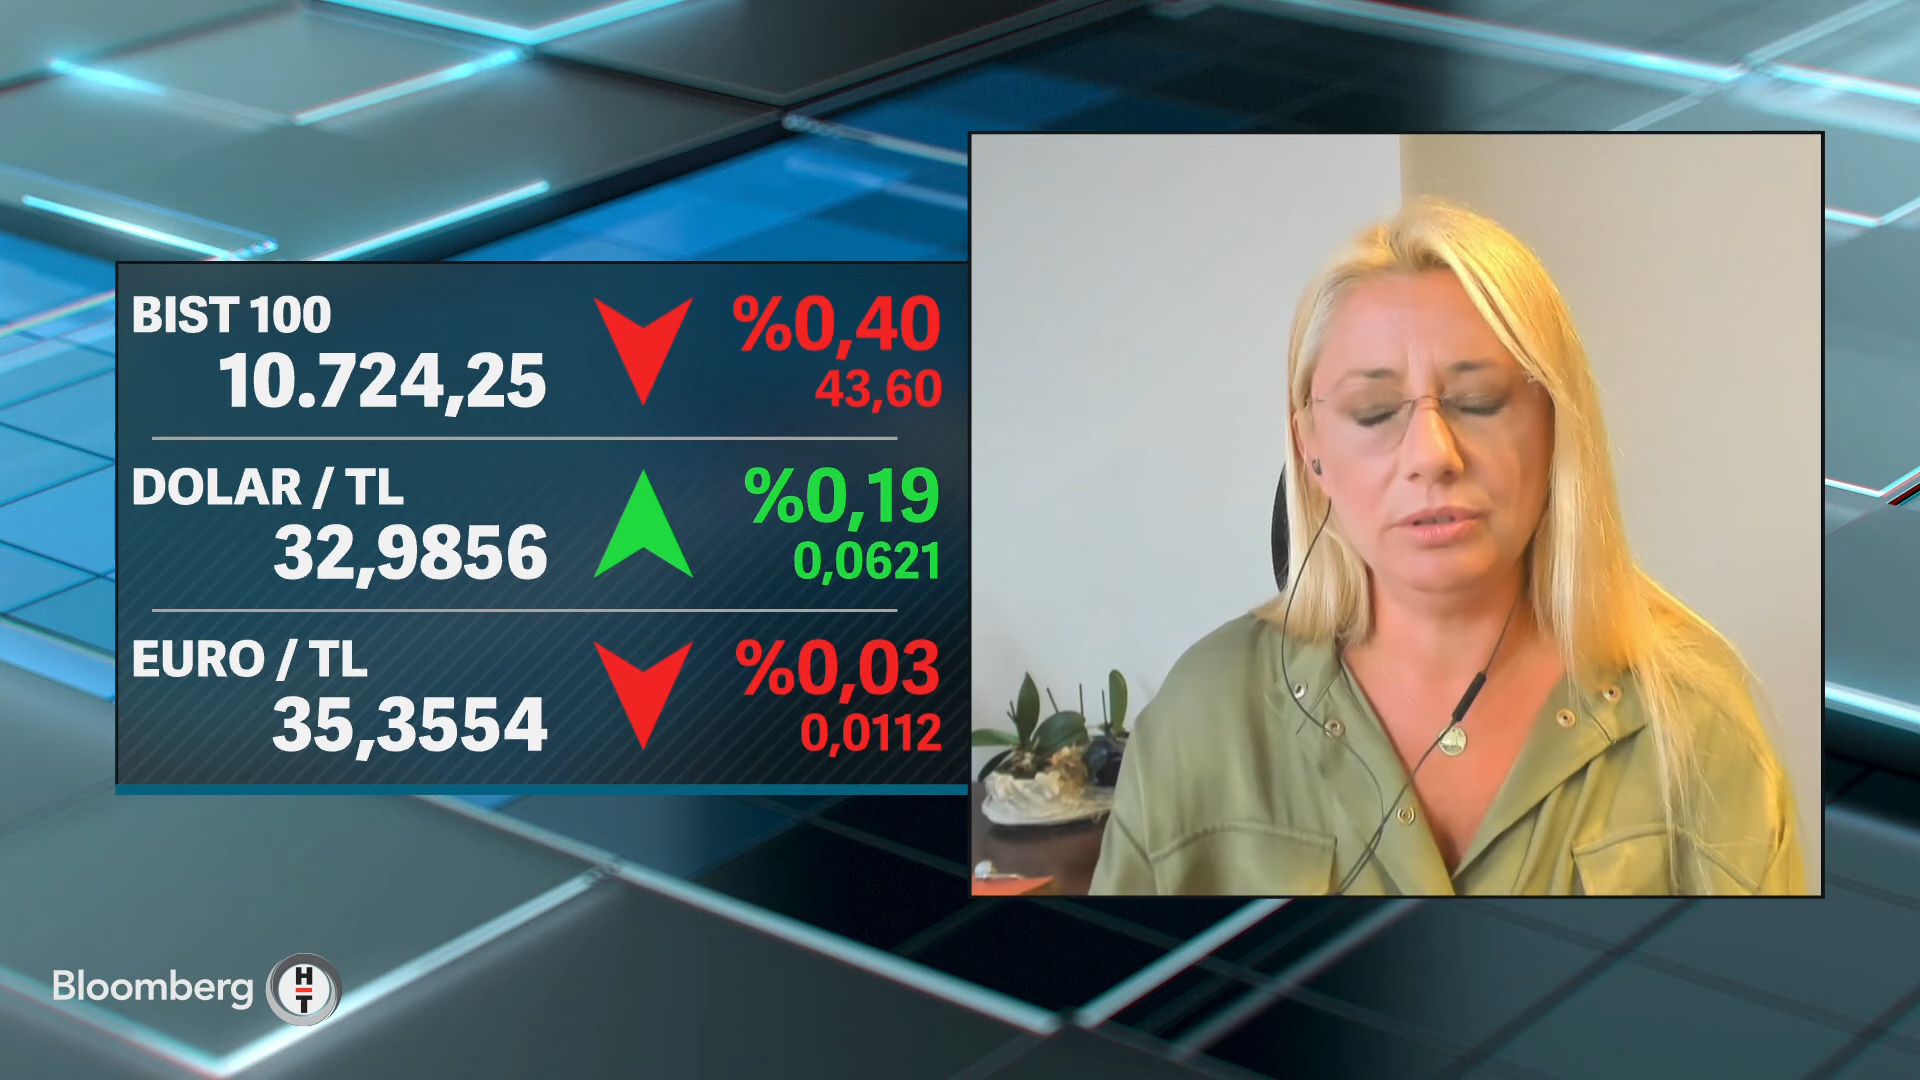 BIST 100
10.724,25
%0,40
43,60
DOLAR / TL
32,9856
%0,19
0,0621
EURO / TL
35,3554
%0,03
0,0112
Bloomberg HT